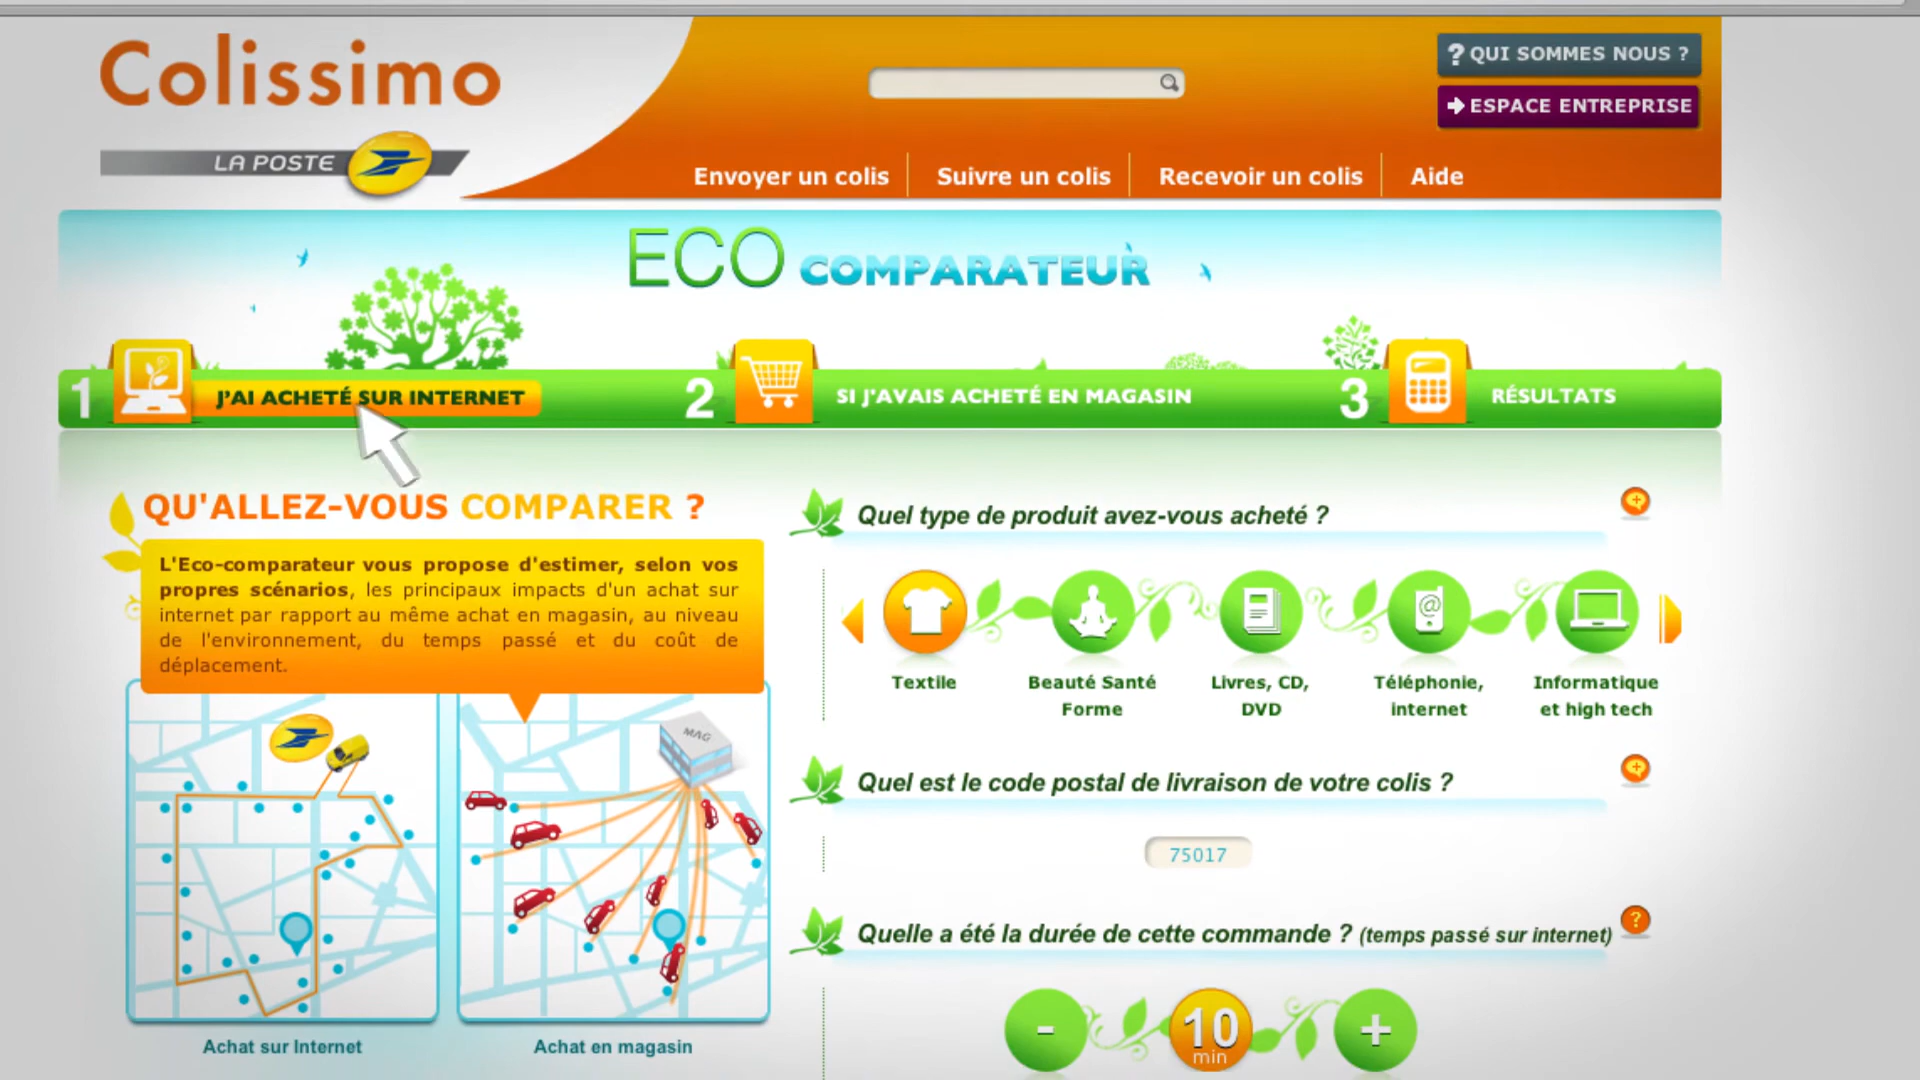 Colissimo
LA POSTE
? QUI SOMMES NOUS ?
ESPACE ENTREPRISE
Envoyer un colis
Suivre un colis
Recevoir un colis
Aide
ECO COMPARATEUR
1 J'AI ACHETÉ SUR INTERNET
2 SI J'AVAIS ACHETÉ EN MAGASIN
3 RÉSULTATS
QU'ALLEZ-VOUS COMPARER ?
L'Eco-comparateur vous propose d'estimer, selon vos
propres scénarios, les principaux impacts d'un achat sur
internet par rapport au même achat en magasin, au niveau
de l'environnement, du temps passé et du coût de
déplacement.
MAG
Achat sur Internet
Achat en magasin
Quel type de produit avez-vous acheté ?
+
Textile
Beauté Santé
Forme
Livres, CD,
DVD
@
Téléphonie,
internet
Informatique
et high tech
Quel est le code postal de livraison de votre colis ?
+
75017
Quelle a été la durée de cette commande ? (temps passé sur internet)
?
-
10
min
+